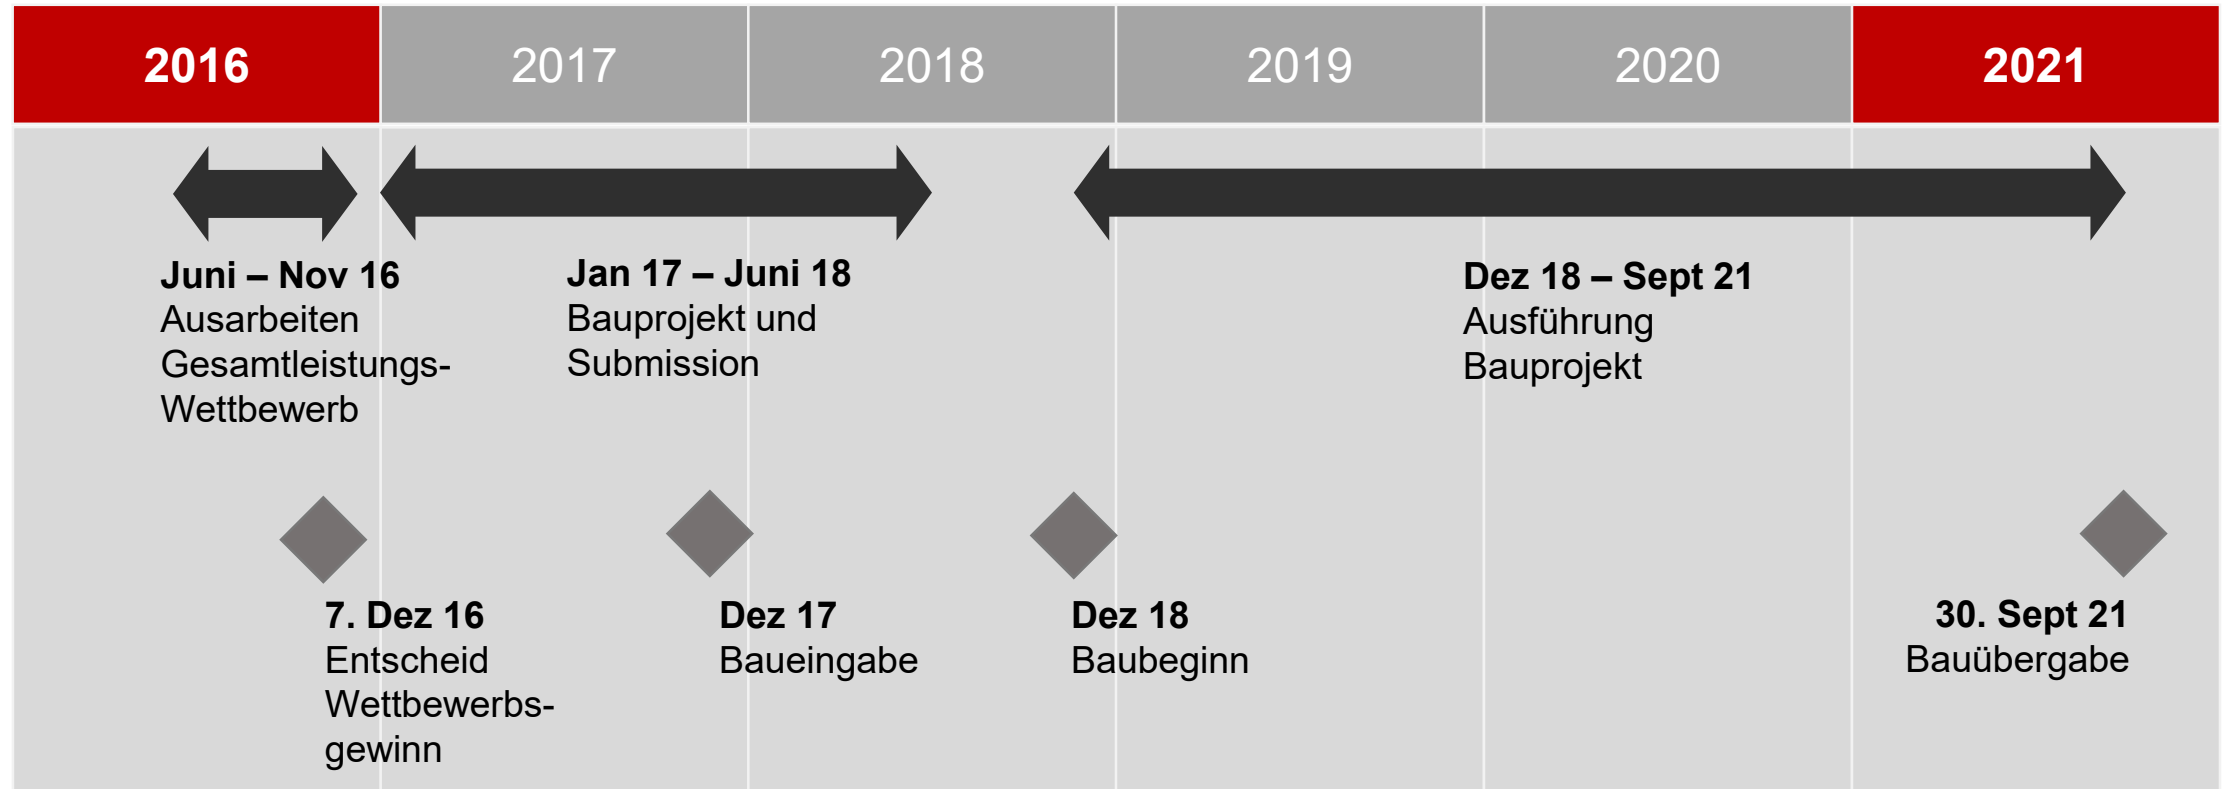 2016 2017 2018 2019 2020 2021
Juni – Nov 16
Ausarbeiten
Gesamtleistungs-
Wettbewerb
Jan 17 – Juni 18
Bauprojekt und
Submission
Dez 18 – Sept 21
Ausführung
Bauprojekt
7. Dez 16
Entscheid
Wettbewerbs-
gewinn
Dez 17
Baueingabe
Dez 18
Baubeginn
30. Sept 21
Bauübergabe